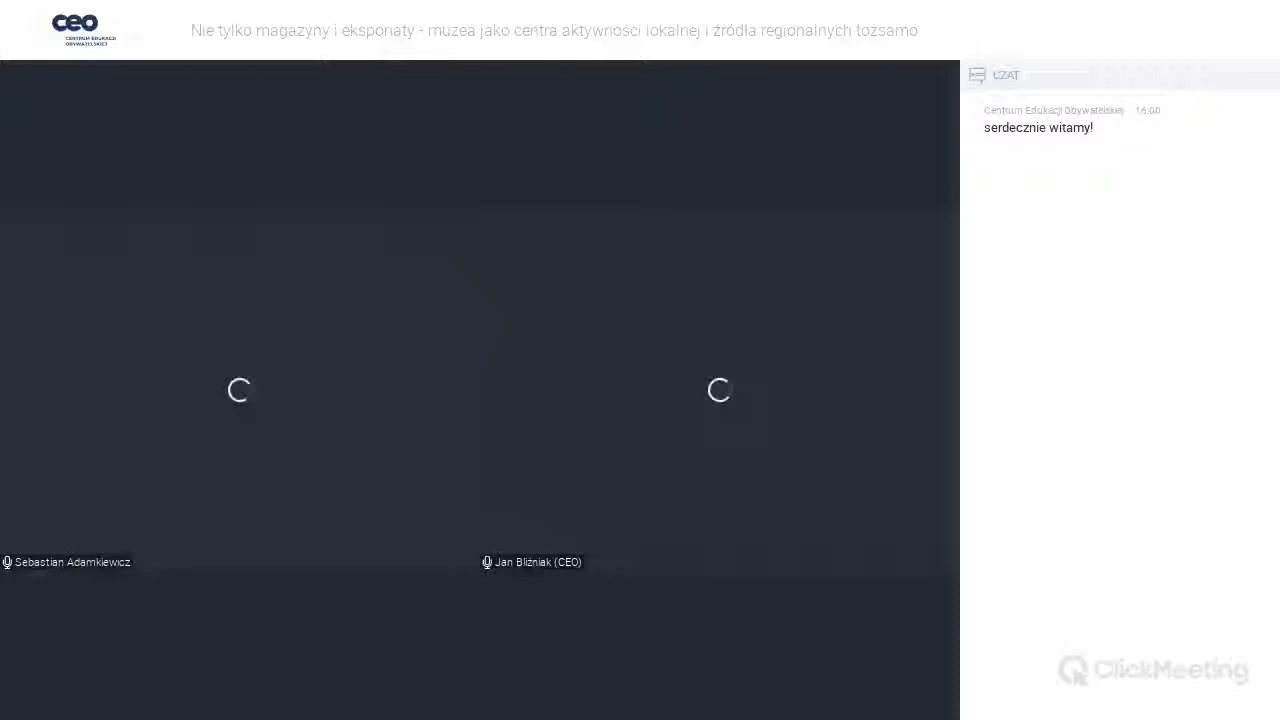 ceo
CENTRUM EDUKACJI
OBYWATELSKIEJ
Nie tylko magazyny i eksponaty - muzea jako centra aktywności lokalnej i źródła regionalnych tożsamo
CZAT
Centrum Edukacji Obywatelskiej 16:00
serdecznie witamy!
Sebastian Adamkiewicz
Jan Bliźniak (CEO)
ClickMeeting